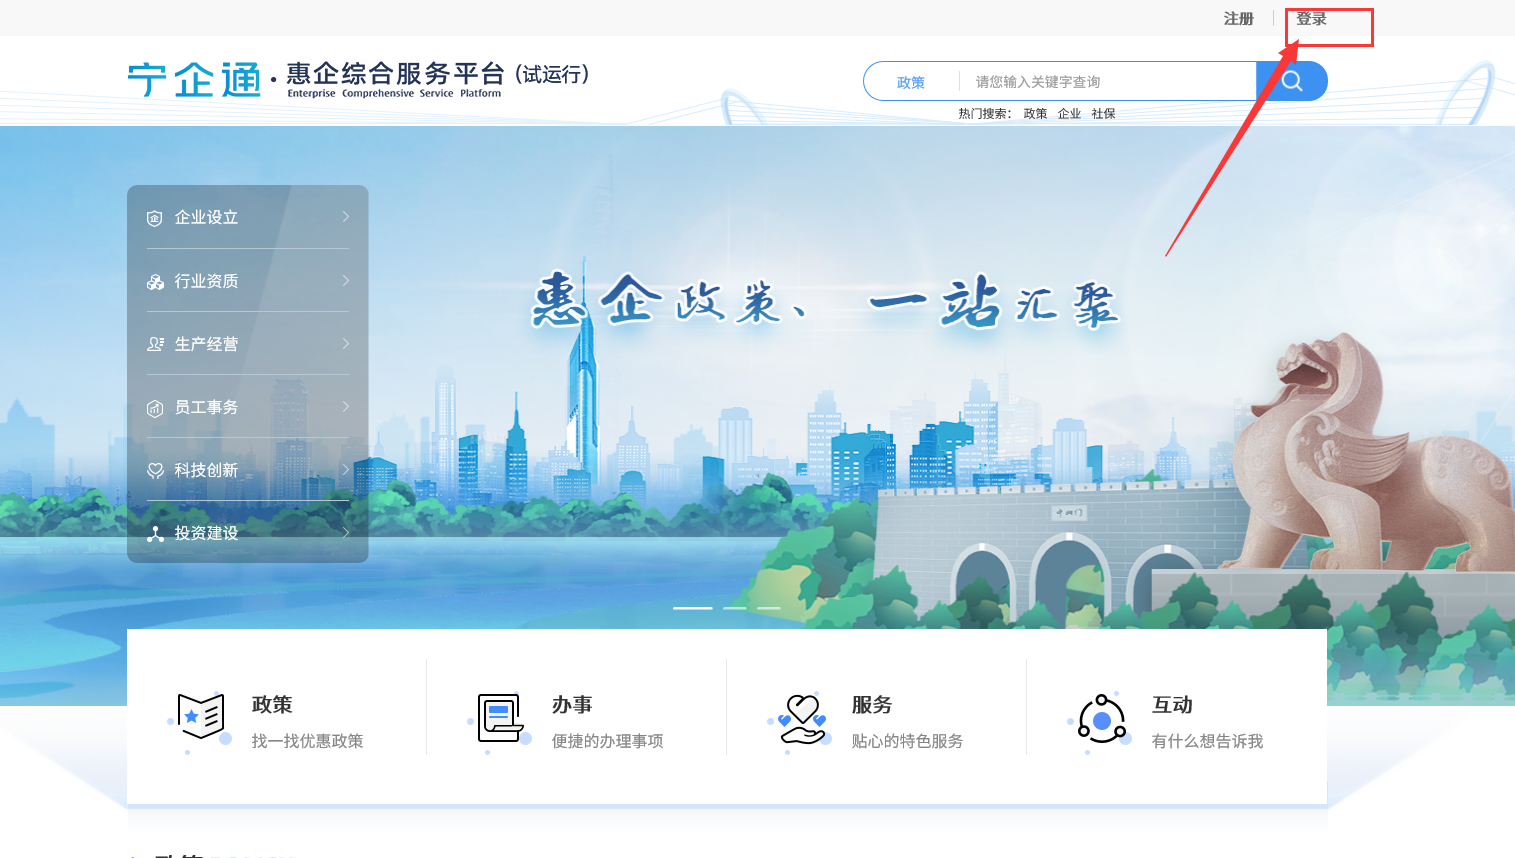 注册 登录
宁企通·惠企综合服务平台(试运行)
Enterprise Comprehensive Service Platform
政策 请您输入关键字查询
热门搜索: 政策 企业 社保
企业设立
行业资质
生产经营
员工事务
科技创新
投资建设
惠企政策、一站汇聚
中华门
政策
找一找优惠政策
办事
便捷的办理事项
服务
贴心的特色服务
互动
有什么想告诉我